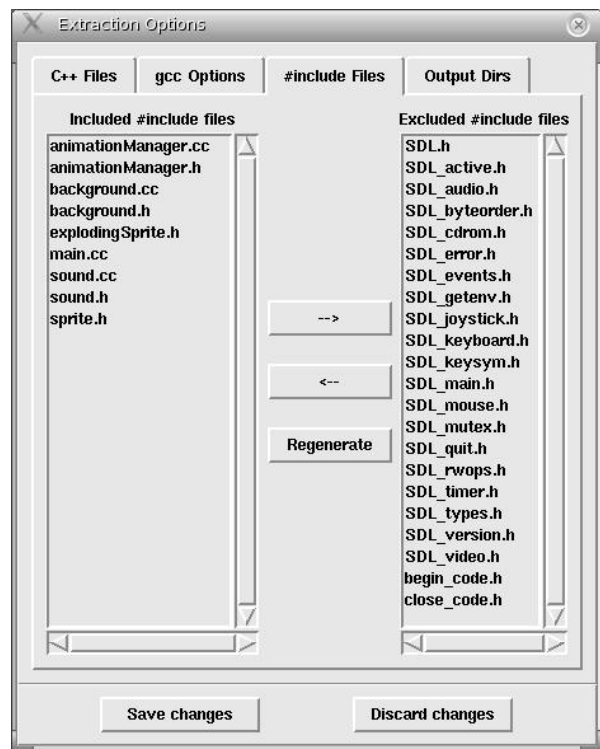 Extraction Options
C++ Files
gcc Options
#include Files
Output Dirs
Included #include files
animationManager.cc
animationManager.h
background.cc
background.h
explodingSprite.h
main.cc
sound.cc
sound.h
sprite.h
-->
<--
Regenerate
Excluded #include files
SDL.h
SDL_active.h
SDL_audio.h
SDL_byteorder.h
SDL_cdrom.h
SDL_error.h
SDL_events.h
SDL_getenv.h
SDL_joystick.h
SDL_keyboard.h
SDL_keysym.h
SDL_main.h
SDL_mouse.h
SDL_mutex.h
SDL_quit.h
SDL_rwops.h
SDL_timer.h
SDL_types.h
SDL_version.h
SDL_video.h
begin_code.h
close_code.h
Save changes
Discard changes